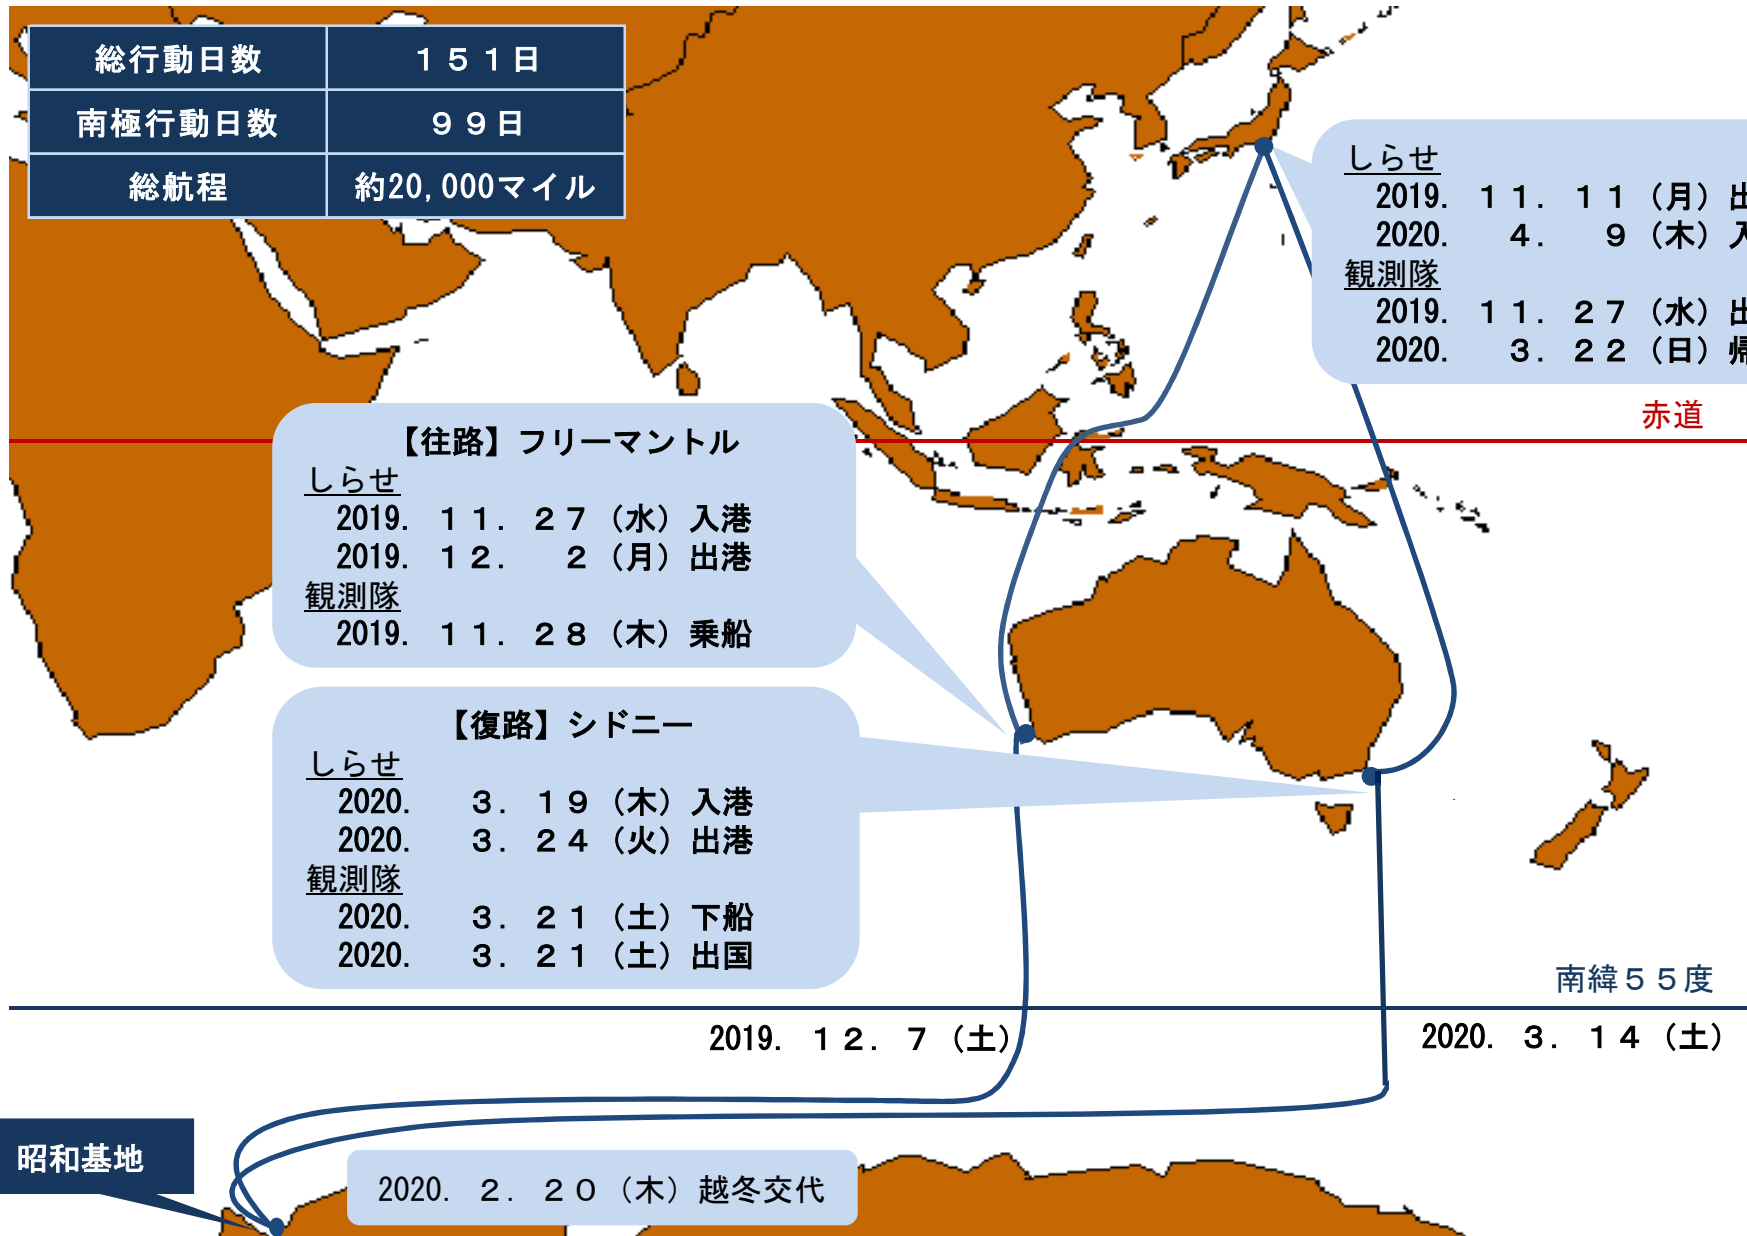 総行動日数 １５１日
南極行動日数 ９９日
総航程 約20,000マイル
しらせ
2019. １１. １１（月）出
2020. ４. ９（木）入
観測隊
2019. １１. ２７（水）出
2020. ３. ２２（日）帰
赤道
【往路】フリーマントル
しらせ
2019. １１. ２７（水）入港
2019. １２. ２（月）出港
観測隊
2019. １１. ２８（木）乗船
【復路】シドニー
しらせ
2020. ３. １９（木）入港
2020. ３. ２４（火）出港
観測隊
2020. ３. ２１（土）下船
2020. ３. ２１（土）出国
南緯５５度
2019. １２. ７（土）
2020. ３. １４（土）
昭和基地
2020. ２. ２０（木）越冬交代